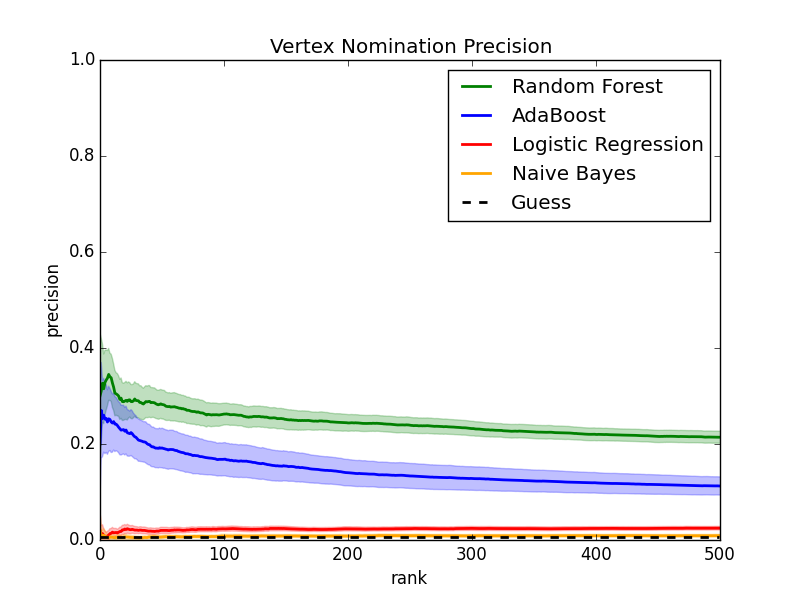 Vertex Nomination Precision
1.0
0.8
0.6
0.4
0.2
0.0
precision
Random Forest
AdaBoost
Logistic Regression
Naive Bayes
Guess
0 100 200 300 400 500
rank